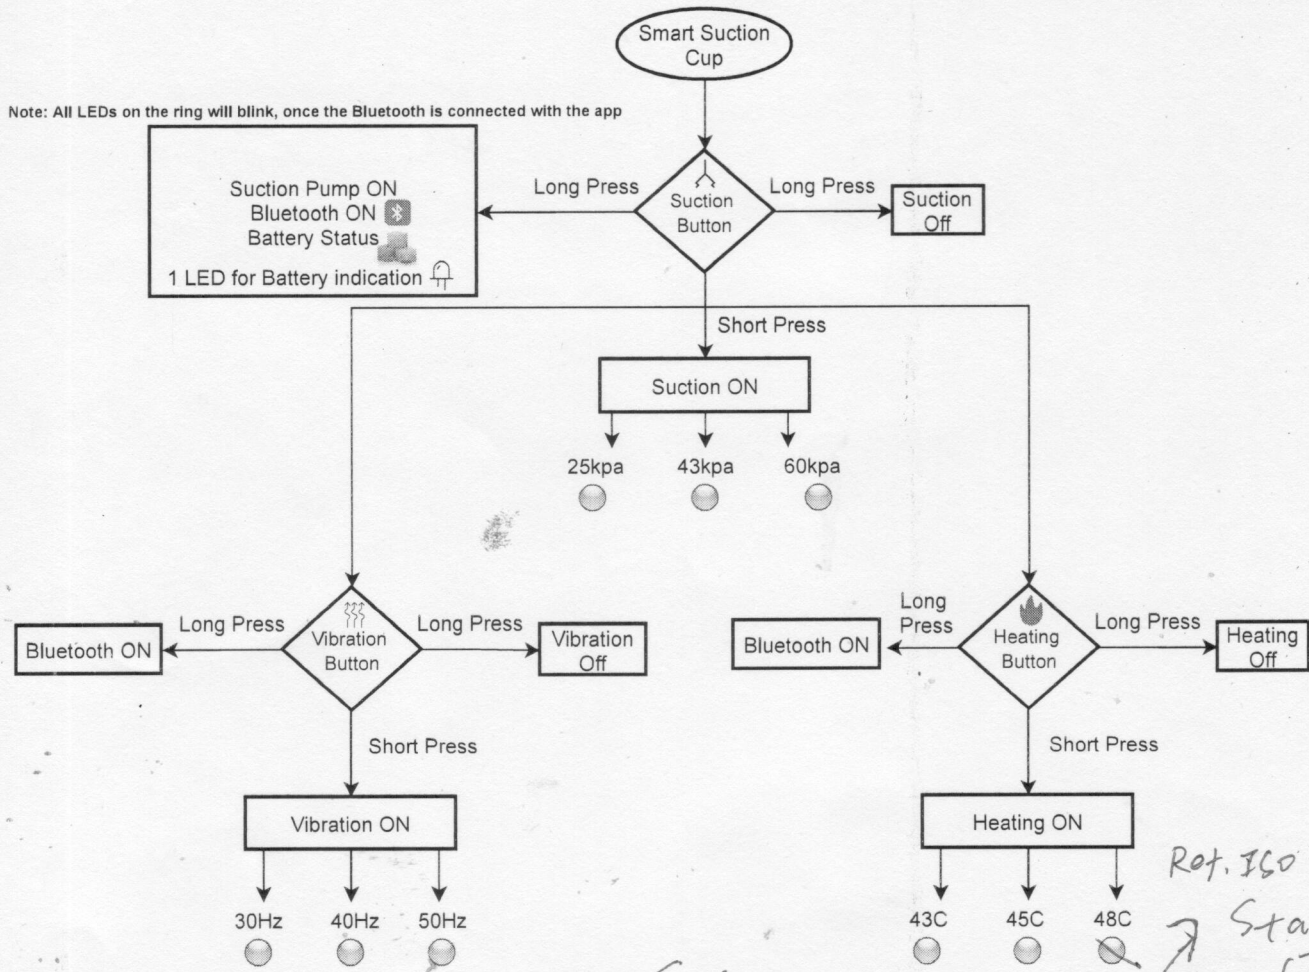 Smart Suction
Cup
Note: All LEDs on the ring will blink, once the Bluetooth is connected with the app
Suction Pump ON
Bluetooth ON
Battery Status
1 LED for Battery indication
Long Press
Suction
Button
Long Press
Suction
Off
Short Press
Suction ON
25kpa
43kpa
60kpa
Bluetooth ON
Long Press
Vibration
Button
Long Press
Vibration
Off
Bluetooth ON
Long
Press
Heating
Button
Long Press
Heating
Off
Short Press
Short Press
Vibration ON
Heating ON
30Hz
40Hz
50Hz
43C
45C
48C
ISO
Sta